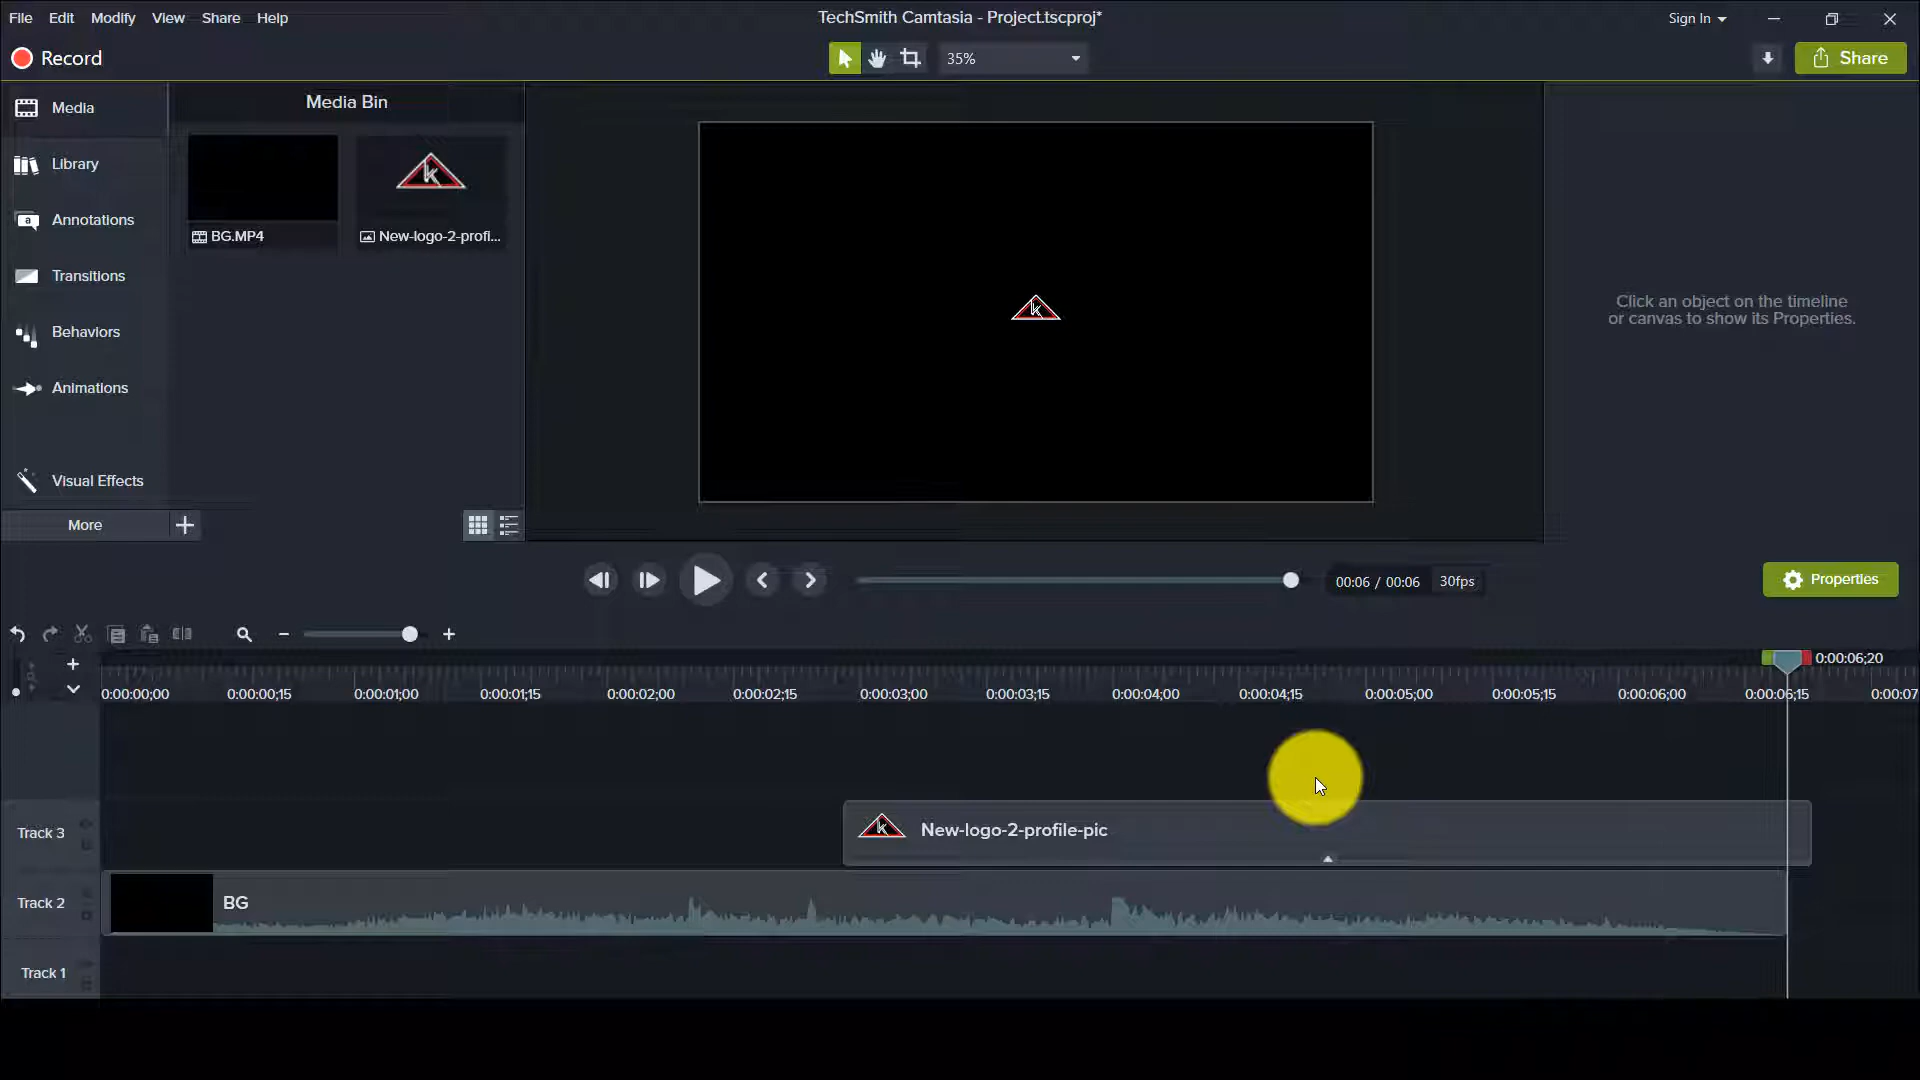 File Edit Modify View Share Help
TechSmith Camtasia - Project.tscproj*
Sign In
Record
35%
Share
Media
Media Bin
Library
Annotations
Transitions
Behaviors
Animations
Visual Effects
More
BG.MP4
New-logo-2-profi...
k
k
Click an object on the timeline
or canvas to show its Properties.
00:06 / 00:06 30fps
Properties
0:00:06;20
0:00:00;00 0:00:00;15 0:00:01;00 0:00:01;15 0:00:02;00 0:00:02;15 0:00:03;00 0:00:03;15 0:00:04;00 0:00:04;15 0:00:05;00 0:00:05;15 0:00:06;00 0:00:06;15 0:00:07
Track 3
k New-logo-2-profile-pic
Track 2
BG
Track 1